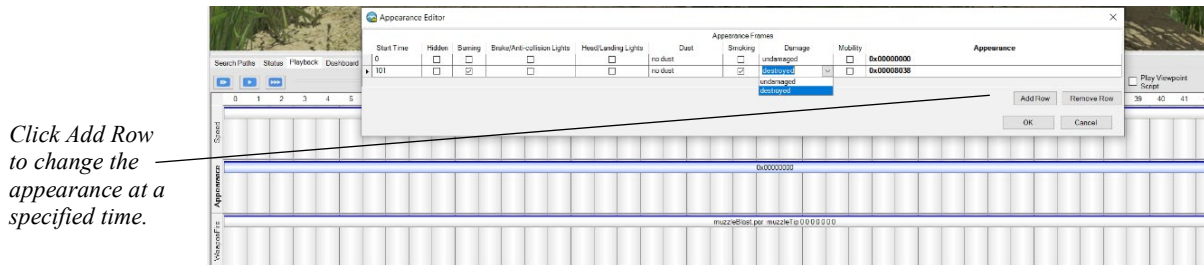 Appearance Editor
Appearance Frames
Start Time Hidden Burning Brake/Anti-collision Lights Head/Landing Lights Dust Smoking Damage Mobility Appearance
0 no dust undamaged 0x00000000
101 no dust destroyed 0x00008038
undamaged
destroyed
Add Row Remove Row
OK Cancel
Search Paths Status Playback Dashboard
Play Viewpoint
Script
0 1 2 3 4 5 39 40 41
Click Add Row
to change the
appearance at a
specified time.
Speed
Appearance
0x00000000
WeaponFire
muzzleBlast.par muzzleTip 0 0 0 0 0 0 0